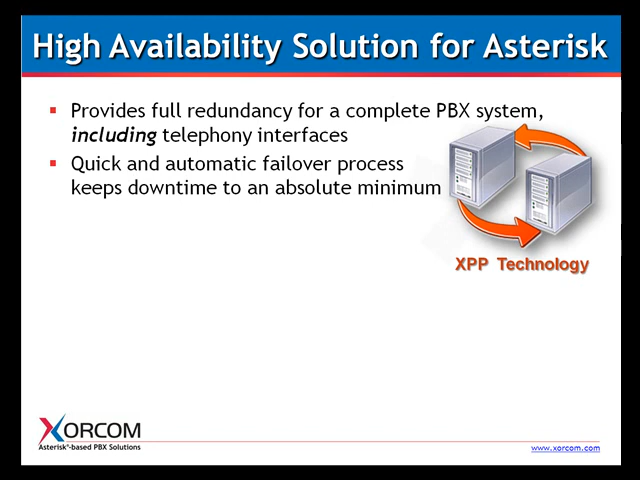 High Availability Solution for Asterisk
Provides full redundancy for a complete PBX system,
including telephony interfaces
Quick and automatic failover process
keeps downtime to an absolute minimum
XPP Technology
XORCOM
Asterisk®-based PBX Solutions
www.xorcom.com